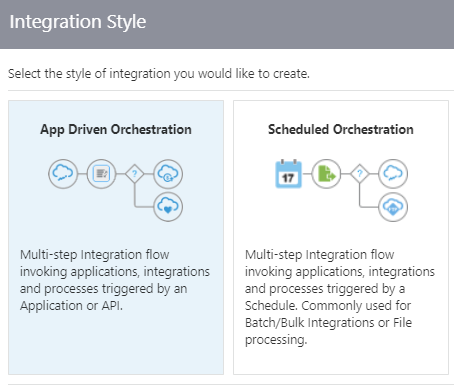 Integration Style
Select the style of integration you would like to create.
App Driven Orchestration
?
Multi-step Integration flow
invoking applications, integrations
and processes triggered by an
Application or API.
Scheduled Orchestration
17
?
Multi-step Integration flow
invoking applications, integrations
and processes triggered by a
Schedule. Commonly used for
Batch/Bulk Integrations or File
processing.